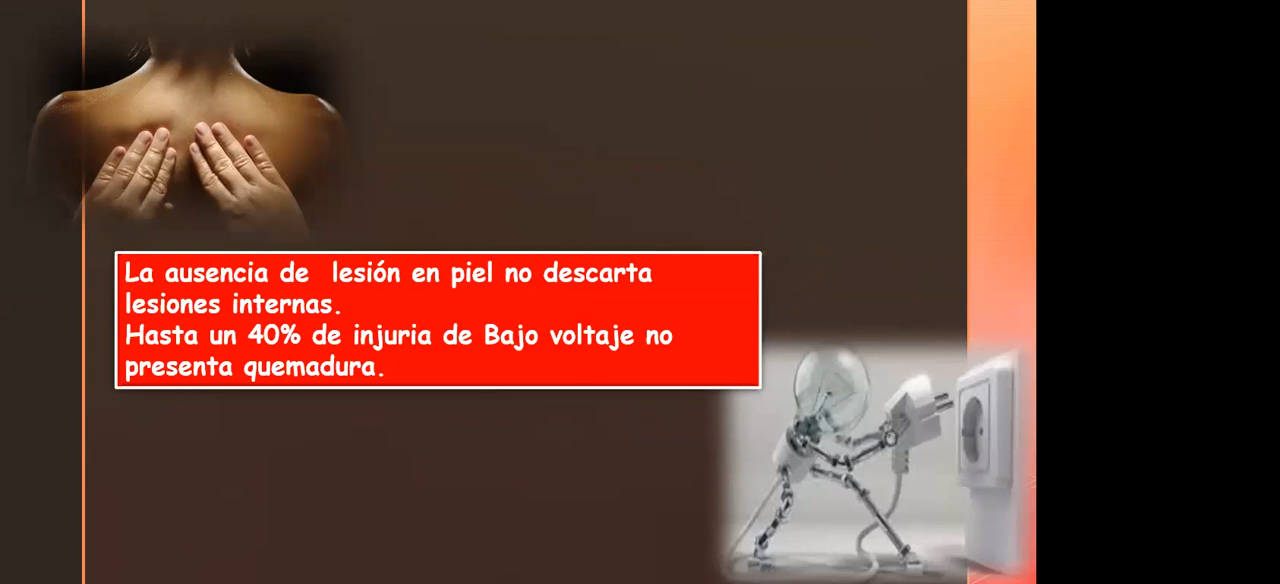 La ausencia de  lesión en piel no descarta
lesiones internas.
Hasta un 40% de injuria de Bajo voltaje no
presenta quemadura.